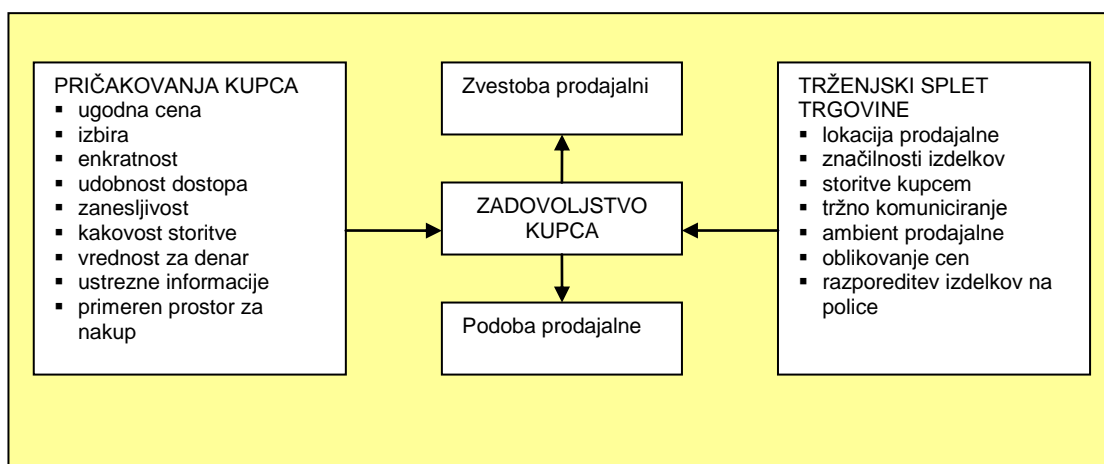 PRIČAKOVANJA KUPCA
▪ ugodna cena
▪ izbira
▪ enkratnost
▪ udobnost dostopa
▪ zanesljivost
▪ kakovost storitve
▪ vrednost za denar
▪ ustrezne informacije
▪ primeren prostor za
nakup
Zvestoba prodajalni
ZADOVOLJSTVO
KUPCA
Podoba prodajalne
TRŽENJSKI SPLET
TRGOVINE
▪ lokacija prodajalne
▪ značilnosti izdelkov
▪ storitve kupcem
▪ tržno komuniciranje
▪ ambient prodajalne
▪ oblikovanje cen
▪ razporeditev izdelkov na
police